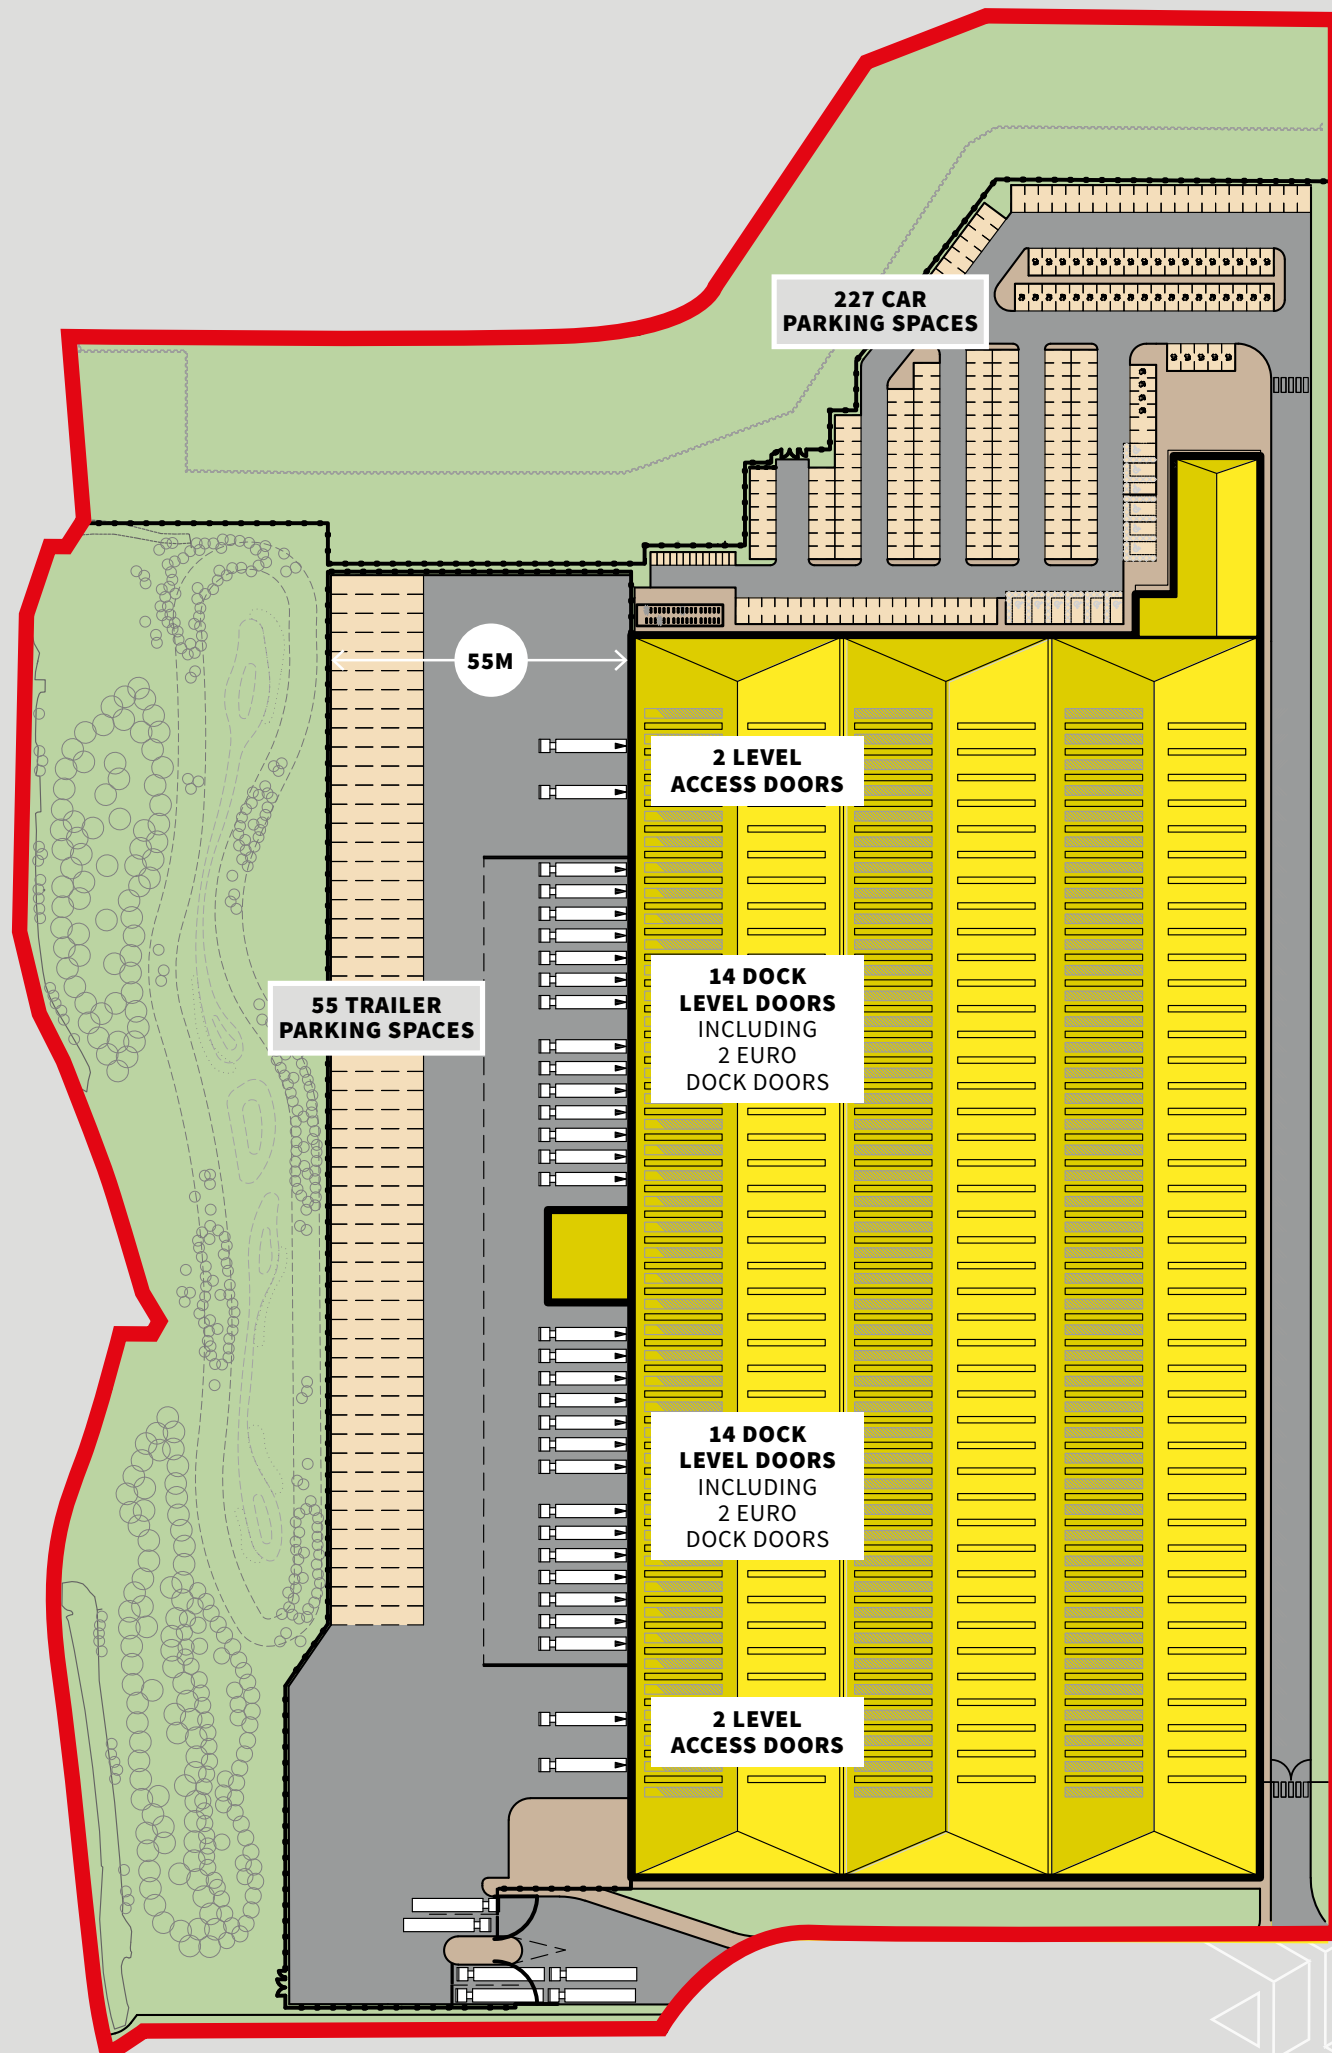 227 CAR
PARKING SPACES
55M
2 LEVEL
ACCESS DOORS
14 DOCK
LEVEL DOORS
INCLUDING
2 EURO
DOCK DOORS
55 TRAILER
PARKING SPACES
14 DOCK
LEVEL DOORS
INCLUDING
2 EURO
DOCK DOORS
2 LEVEL
ACCESS DOORS